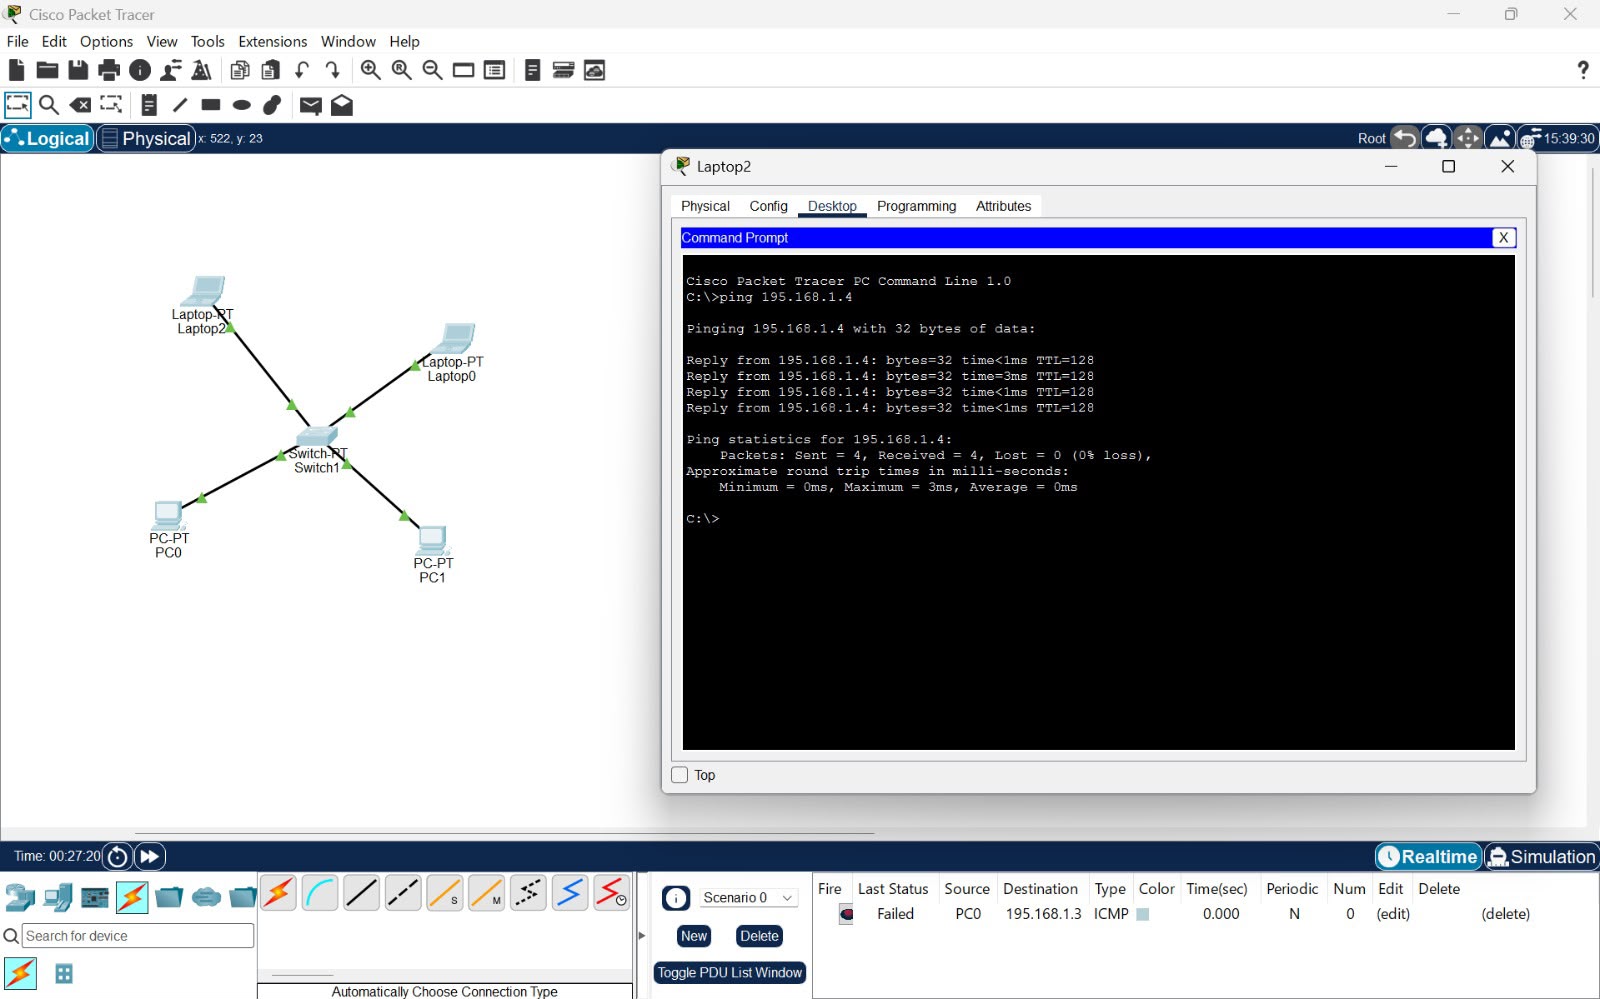 Cisco Packet Tracer
File Edit Options View Tools Extensions Window Help
?
Logical Physical x: 522, y: 23 Root 15:39:30
Laptop-PT
Laptop2
Laptop-PT
Laptop0
Switch-PT
Switch1
PC-PT
PC0
PC-PT
PC1
Laptop2
Physical Config Desktop Programming Attributes
Command Prompt X
Cisco Packet Tracer PC Command Line 1.0
C:\>ping 195.168.1.4
Pinging 195.168.1.4 with 32 bytes of data:
Reply from 195.168.1.4: bytes=32 time<1ms TTL=128
Reply from 195.168.1.4: bytes=32 time=3ms TTL=128
Reply from 195.168.1.4: bytes=32 time<1ms TTL=128
Reply from 195.168.1.4: bytes=32 time<1ms TTL=128
Ping statistics for 195.168.1.4:
Packets: Sent = 4, Received = 4, Lost = 0 (0% loss),
Approximate round trip times in milli-seconds:
Minimum = 0ms, Maximum = 3ms, Average = 0ms
C:\>
Top
Time: 00:27:20 Realtime Simulation
S M
Search for device
Automatically Choose Connection Type
Scenario 0
New Delete
Toggle PDU List Window
Fire Last Status Source Destination Type Color Time(sec) Periodic Num Edit Delete
Failed PC0 195.168.1.3 ICMP 0.000 N 0 (edit) (delete)